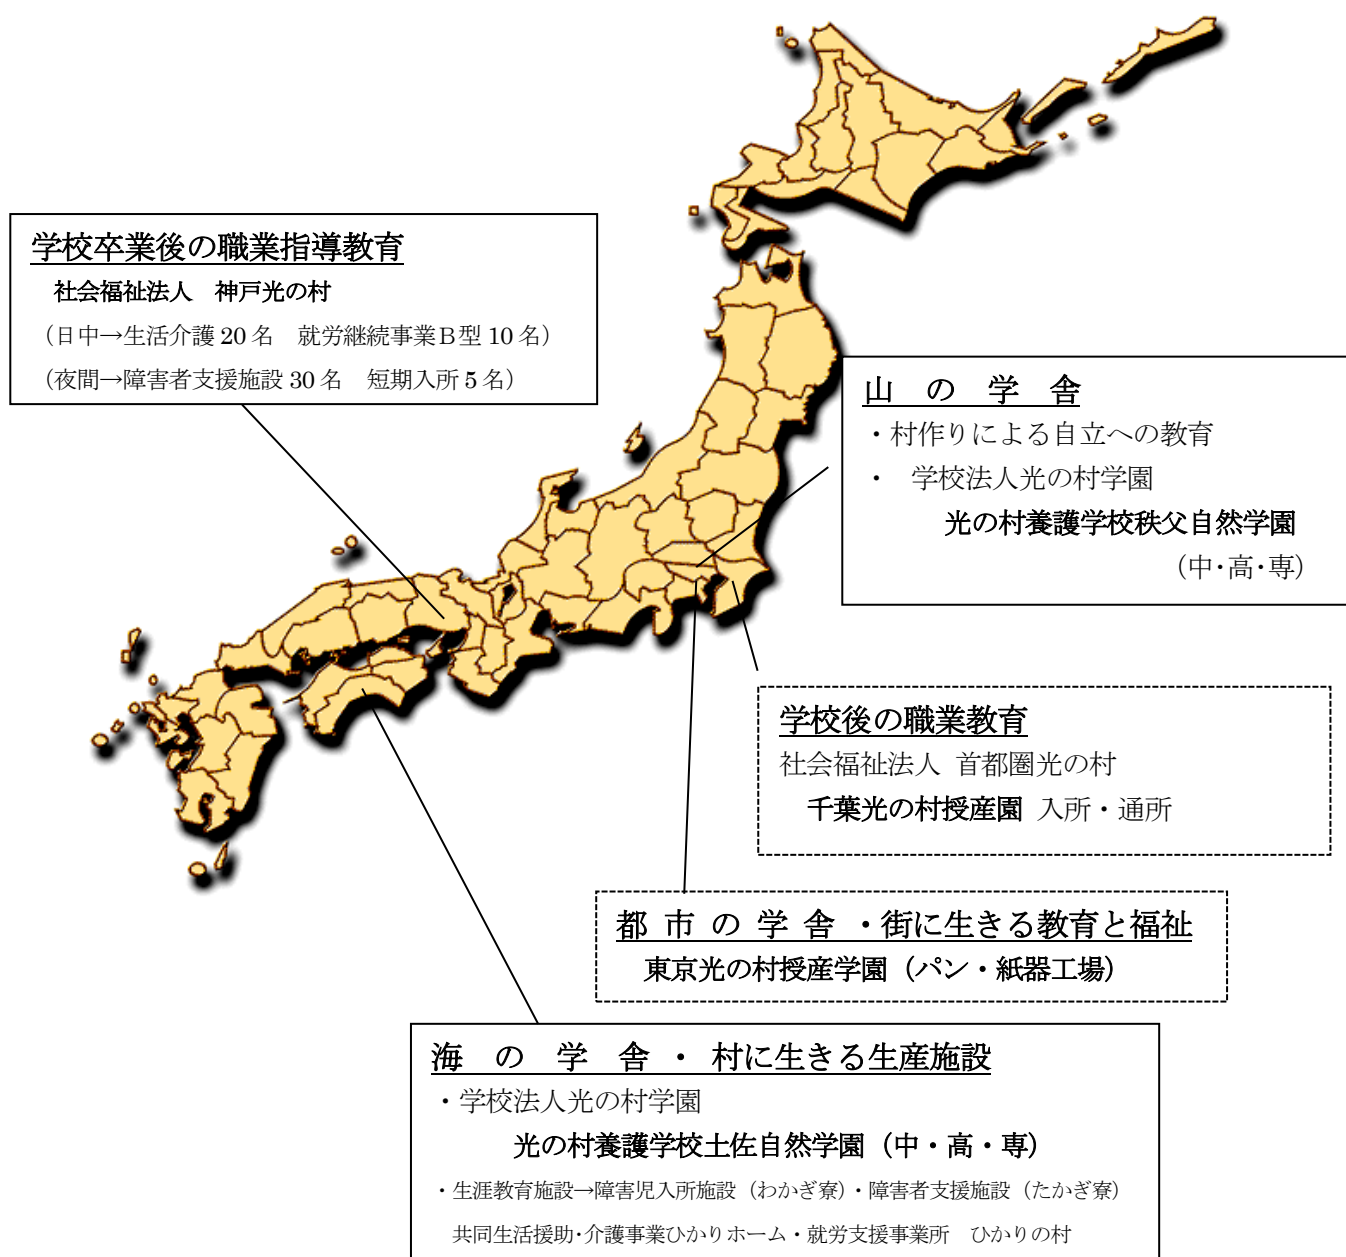 学校卒業後の職業指導教育
社会福祉法人　神戸光の村
（日中→生活介護 20 名　就労継続事業Ｂ型 10 名）
（夜間→障害者支援施設 30 名　短期入所 5 名）
山　の　学　舎
・村作りによる自立への教育
・　学校法人光の村学園
光の村養護学校秩父自然学園
（中・高・専）
学校後の職業教育
社会福祉法人 首都圏光の村
千葉光の村授産園 入所・通所
都 市 の 学 舎 ・街に生きる教育と福祉
東京光の村授産学園（パン・紙器工場）
海　の　学　舎 ・ 村に生きる生産施設
・学校法人光の村学園
光の村養護学校土佐自然学園（中・高・専）
・生涯教育施設→障害児入所施設（わかぎ寮）・障害者支援施設（たかぎ寮）
共同生活援助・介護事業ひかりホーム・就労支援事業所　ひかりの村